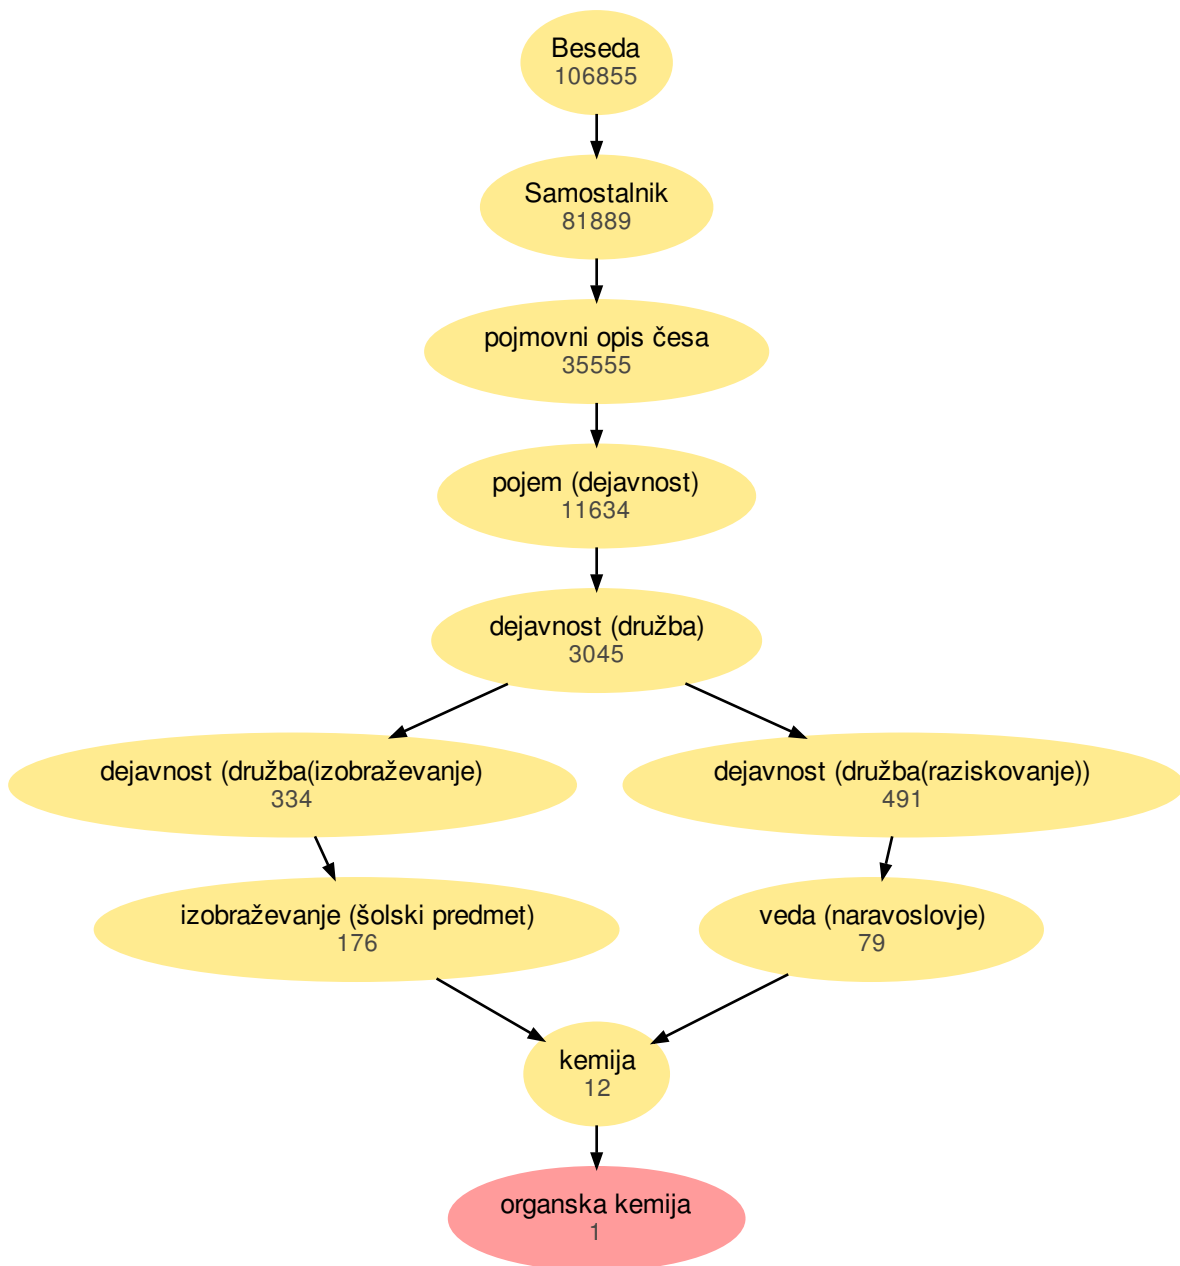 Beseda
106855
Samostalnik
81889
pojmovni opis česa
35555
pojem (dejavnost)
11634
dejavnost (družba)
3045
dejavnost (družba(izobraževanje)
334
dejavnost (družba(raziskovanje))
491
izobraževanje (šolski predmet)
176
veda (naravoslovje)
79
kemija
12
organska kemija
1